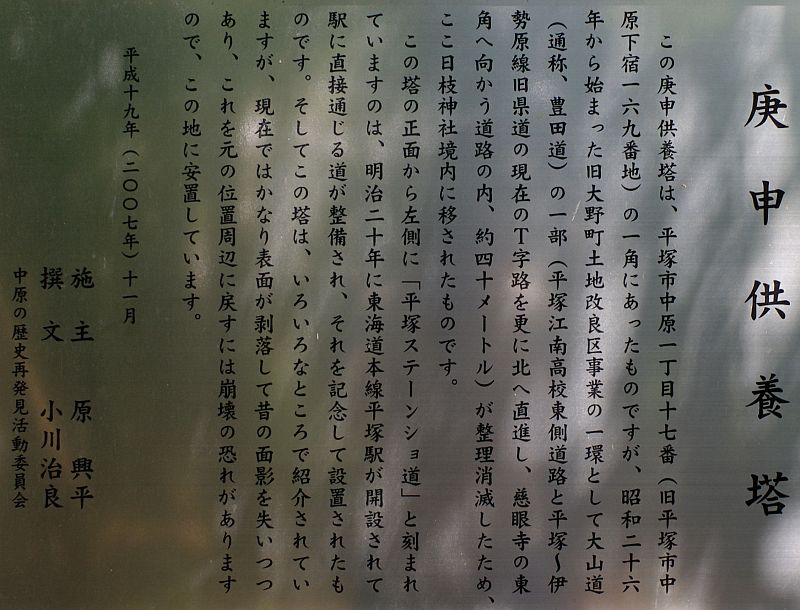 庚申供養塔
この庚申供養塔は、平塚市中原一丁目十七番（旧平塚市中
原下宿一六九番地）の一角にあったものですが、昭和二十六
年から始まった旧大野町土地改良区事業の一環として大山道
（通称、豊田道）の一部（平塚江南高校東側道路と平塚～伊
勢原線旧県道の現在のＴ字路を更に北へ直進し、慈眼寺の東
角へ向かう道路の内、約四十メートル）が整理消滅したため、
ここ日枝神社境内に移されたものです。
この塔の正面から左側に「平塚ステーンショ道」と刻まれ
ていますのは、明治二十年に東海道本線平塚駅が開設されて
駅に直接通じる道が整備され、それを記念して設置されたも
のです。そしてこの塔は、いろいろなところで紹介されてい
ますが、現在ではかなり表面が剥落して昔の面影を失いつつ
あり、これを元の位置周辺に戻すには崩壊の恐れがあります
ので、この地に安置しています。
平成十九年（二〇〇七年）十一月
施主　原　興平
撰文　小川治良
中原の歴史再発見活動委員会